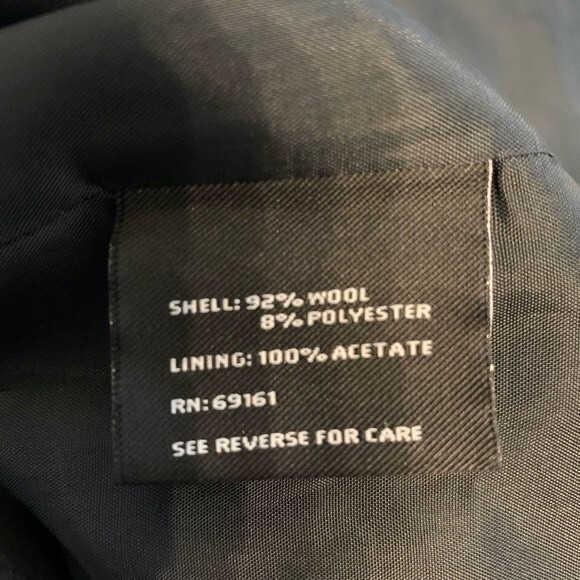 SHELL: 92% WOOL
8% POLYESTER
LINING: 100% ACETATE
RN: 69161
SEE REVERSE FOR CARE